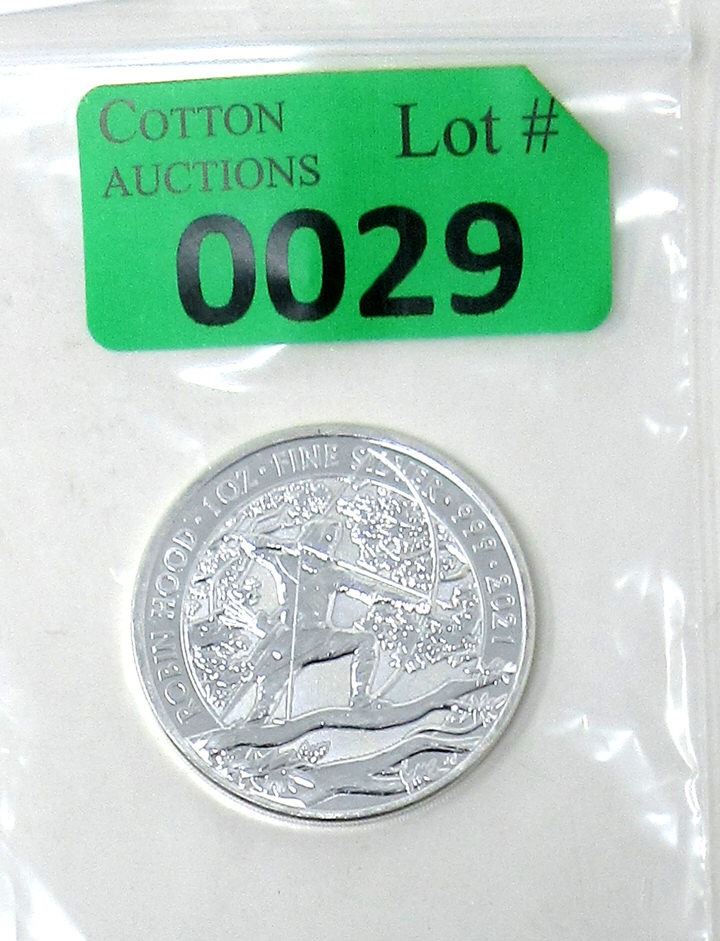 COTTON
AUCTIONS
Lot #
0029
ROBIN HOOD · 1 OZ · FINE SILVER · 999 · 2021